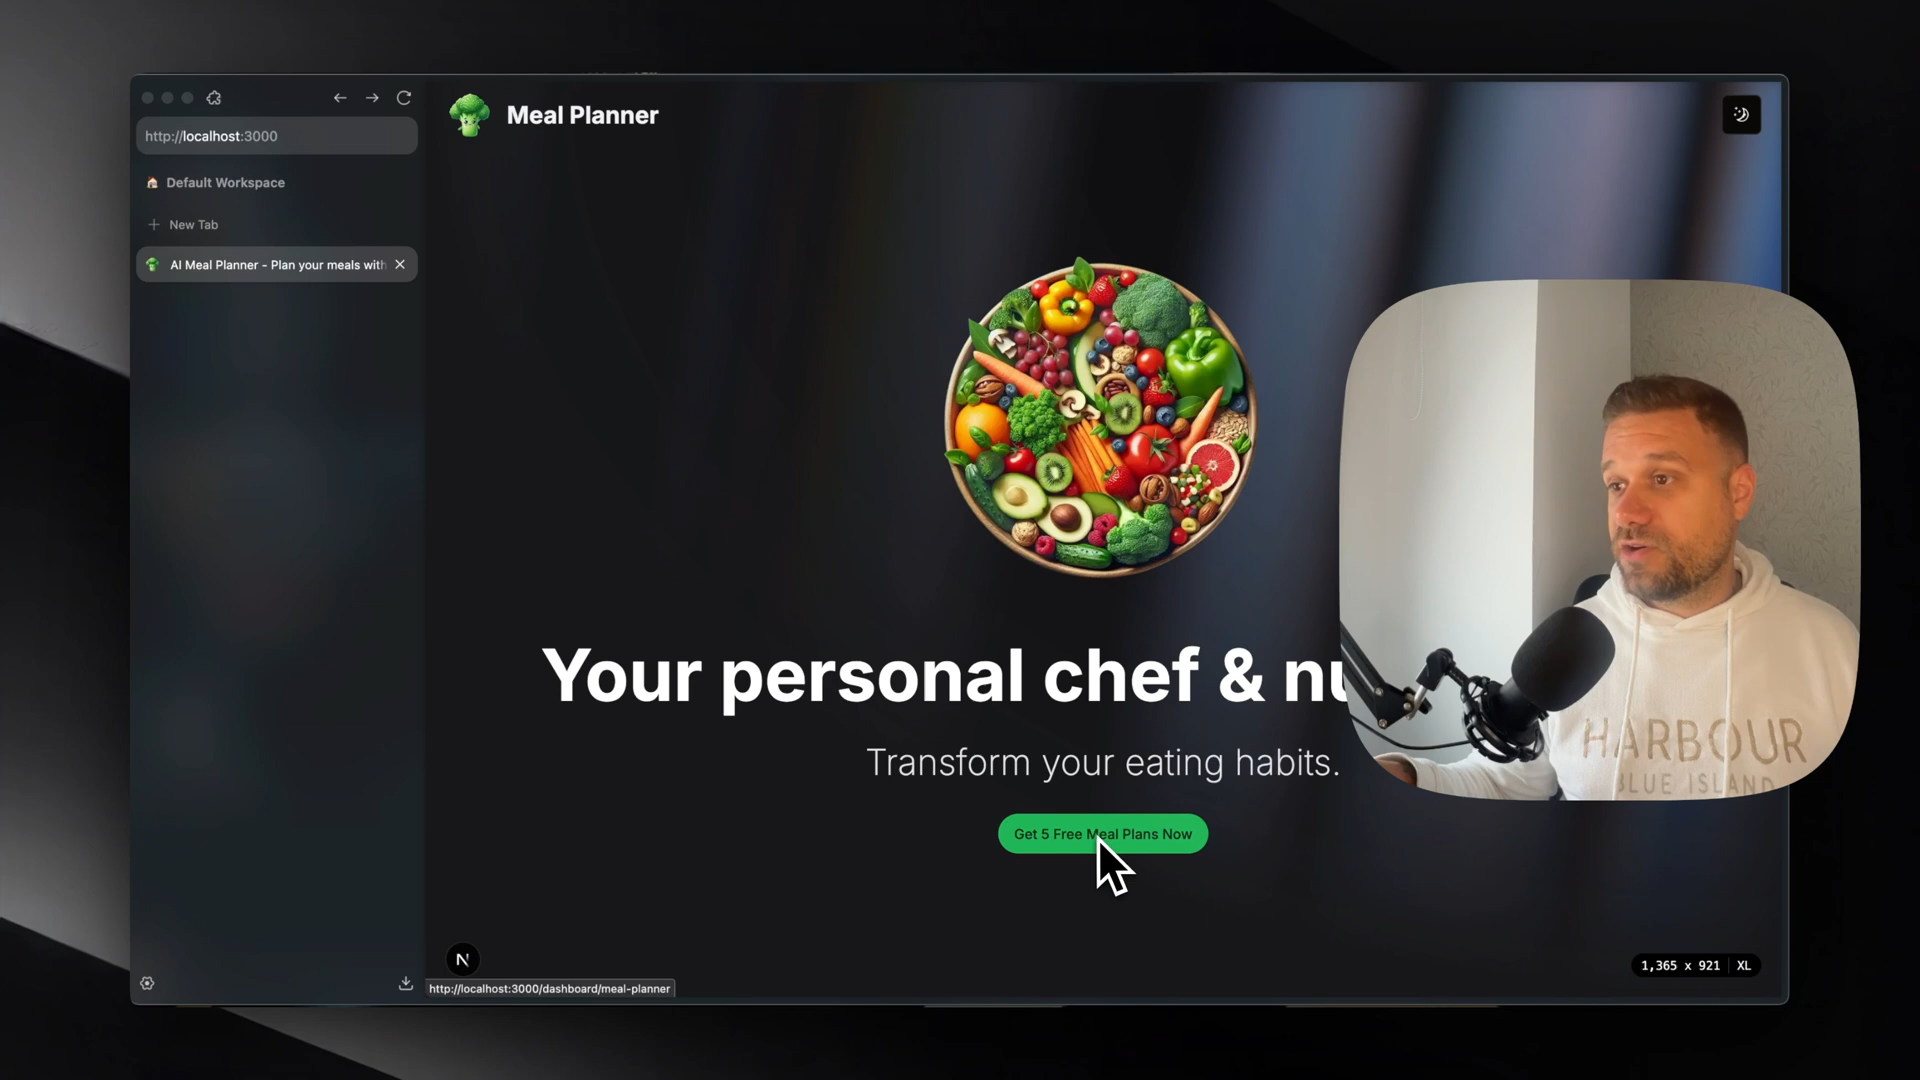 http://localhost:3000
Default Workspace
New Tab
AI Meal Planner - Plan your meals with
Meal Planner
Your personal chef & nu
Transform your eating habits.
Get 5 Free Meal Plans Now
HARBOUR
BLUE ISLAND
N
http://localhost:3000/dashboard/meal-planner
1,365 x 921 XL